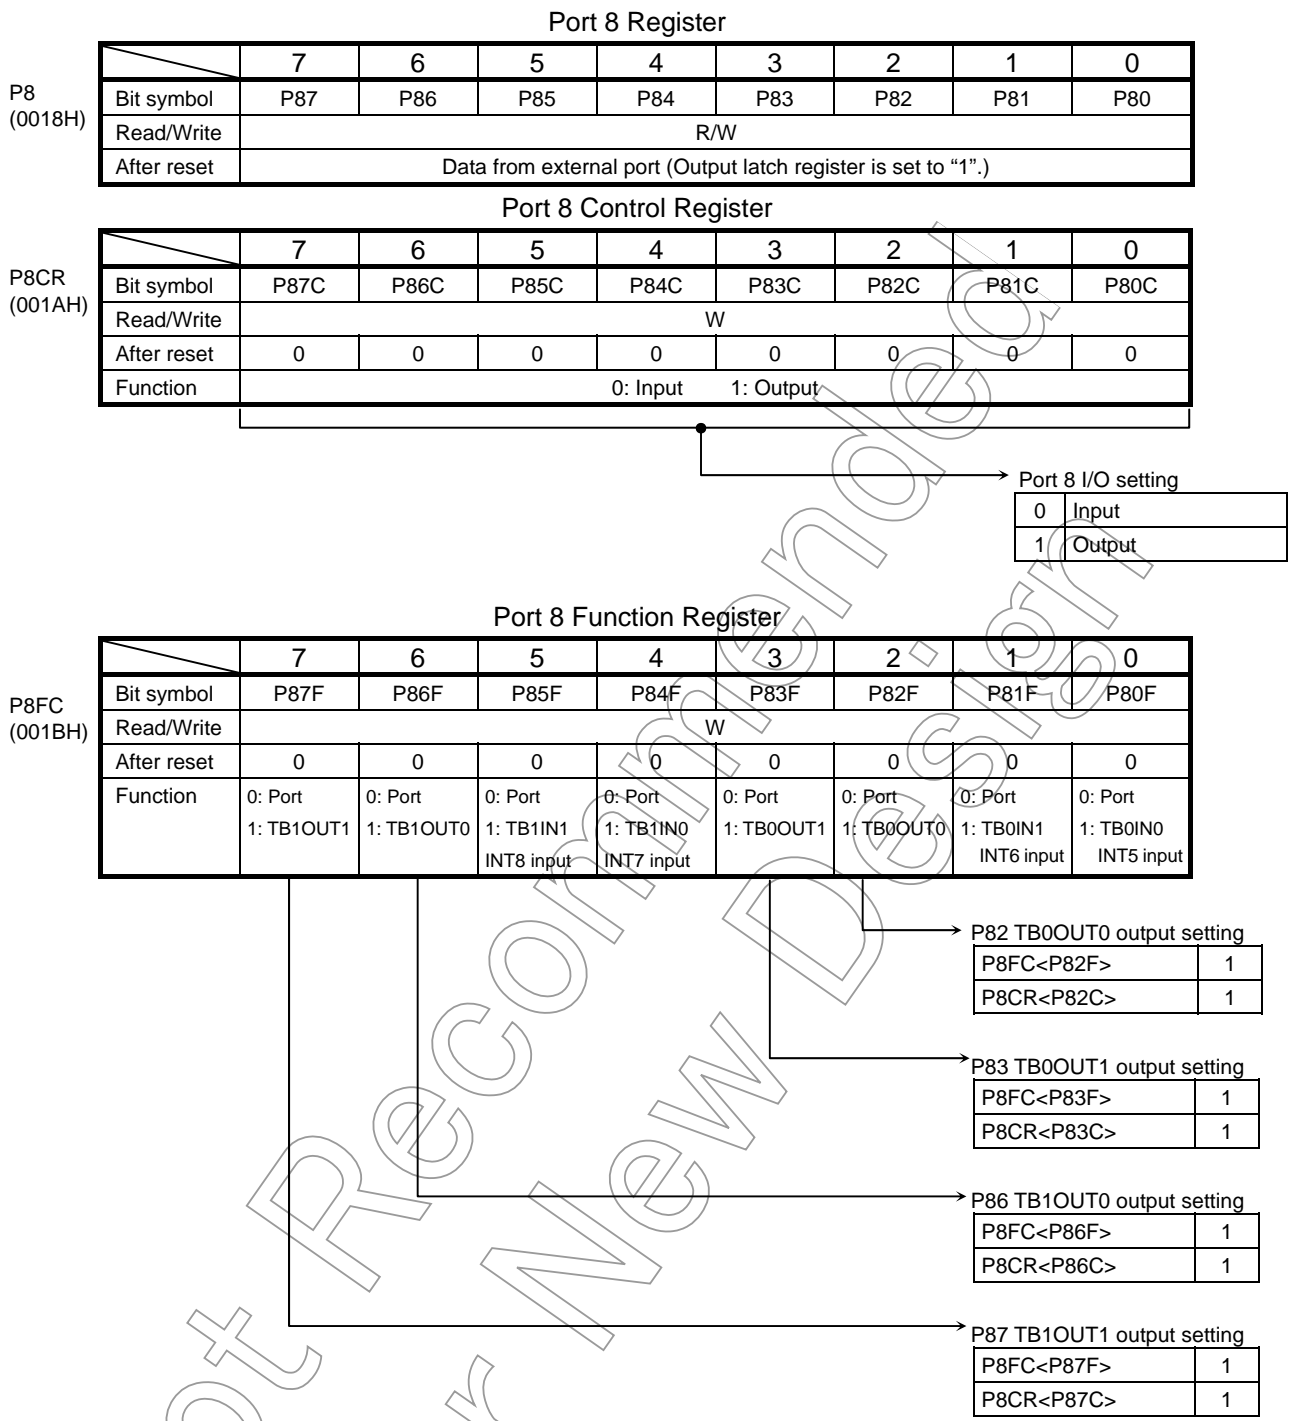 Port 8 Register
7 6 5 4 3 2 1 0
P8
(0018H)
Bit symbol P87 P86 P85 P84 P83 P82 P81 P80
Read/Write R/W
After reset Data from external port (Output latch register is set to “1”.)
Port 8 Control Register
7 6 5 4 3 2 1 0
P8CR
(001AH)
Bit symbol P87C P86C P85C P84C P83C P82C P81C P80C
Read/Write W
After reset 0 0 0 0 0 0 0 0
Function 0: Input 1: Output
Port 8 I/O setting
0 Input
1 Output
Port 8 Function Register
7 6 5 4 3 2 1 0
P8FC
(001BH)
Bit symbol P87F P86F P85F P84F P83F P82F P81F P80F
Read/Write W
After reset 0 0 0 0 0 0 0 0
Function 0: Port 0: Port 0: Port 0: Port 0: Port 0: Port 0: Port 0: Port
1: TB1OUT1 1: TB1OUT0 1: TB1IN1 1: TB1IN0 1: TB0OUT1 1: TB0OUT0 1: TB0IN1 1: TB0IN0
INT8 input INT7 input INT6 input INT5 input
P82 TB0OUT0 output setting
P8FC<P82F> 1
P8CR<P82C> 1
P83 TB0OUT1 output setting
P8FC<P83F> 1
P8CR<P83C> 1
P86 TB1OUT0 output setting
P8FC<P86F> 1
P8CR<P86C> 1
P87 TB1OUT1 output setting
P8FC<P87F> 1
P8CR<P87C> 1
ot Recommended
r New Design